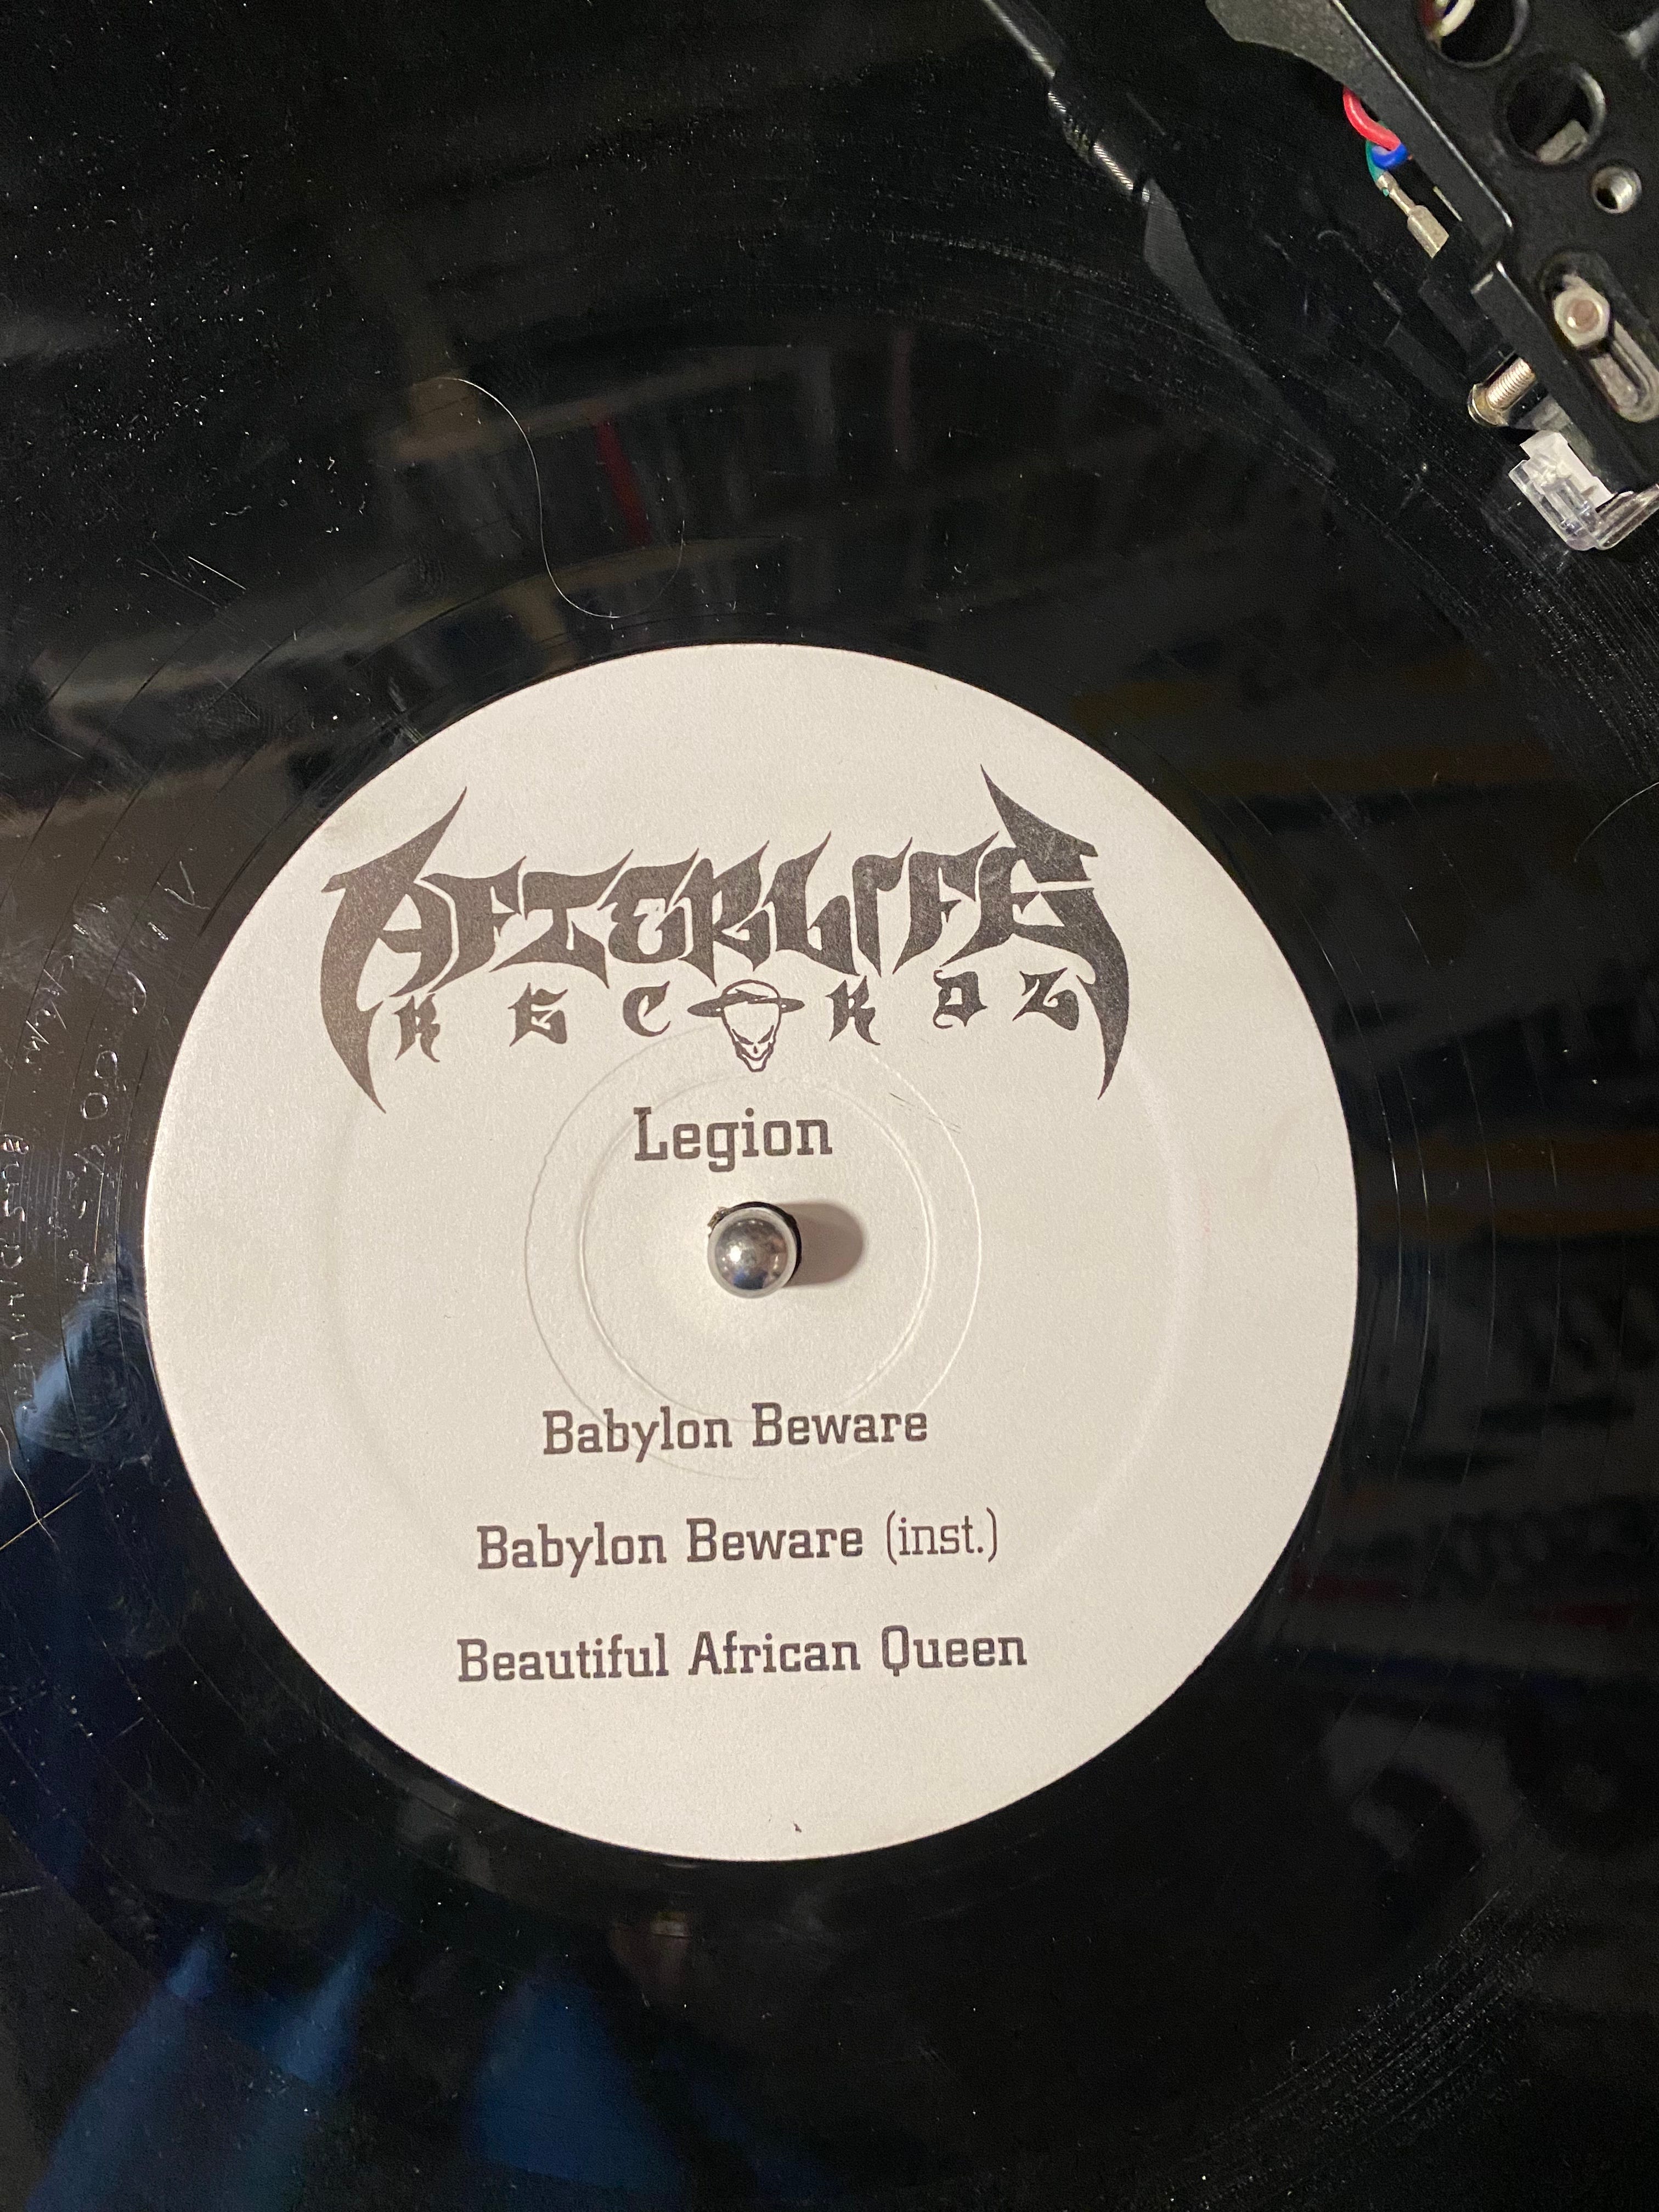 AFTERLIFE
RECORDZ
Legion
Babylon Beware
Babylon Beware (inst.)
Beautiful African Queen